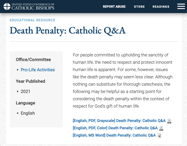 UNITED STATES CONFERENCE OF
CATHOLIC BISHOPS
REPORT ABUSE
STORE
READINGS
EDUCATIONAL RESOURCE
Death Penalty: Catholic Q&A
Office/Committee
Pro-Life Activities
Year Published
2021
Language
English
For people committed to upholding the sanctity of
human life, the need to respect and protect innocent
human life is apparent. For some, however, issues
like the death penalty may seem less clear. Although
nothing can substitute for thorough catechesis, the
following may be helpful as a starting point for
considering the death penalty within the context of
respect for God's gift of human life.
[English, PDF, Grayscale] Death Penalty: Catholic Q&A
[English, PDF, Color] Death Penalty: Catholic Q&A
[English, MS Word] Death Penalty: Catholic Q&A